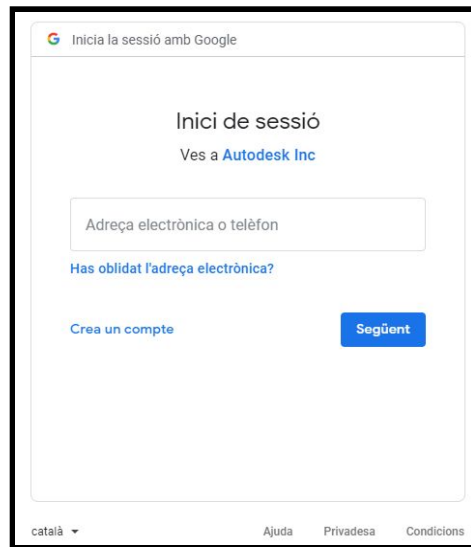 Inicia la sessió amb Google
Inici de sessió
Ves a Autodesk Inc
Adreça electrònica o telèfon
Has oblidat l'adreça electrònica?
Crea un compte Següent
català Ajuda Privadesa Condicions